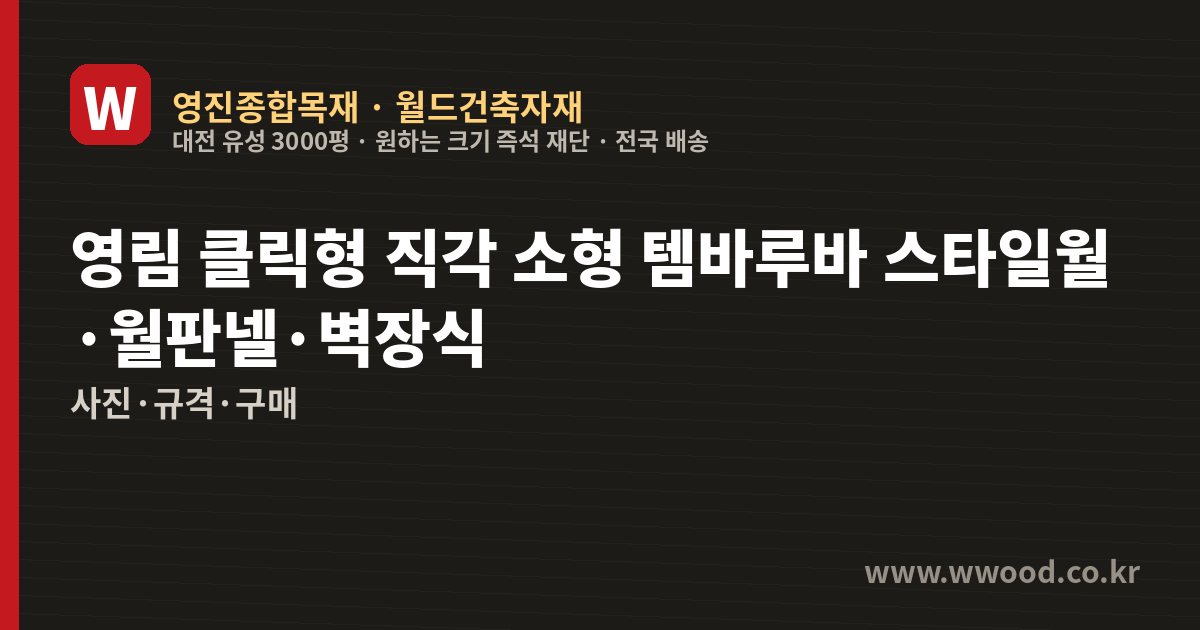 W
영진종합목재 · 월드건축자재
대전 유성 3000평 · 원하는 크기 즉석 재단 · 전국 배송
영림 클릭형 직각 소형 템바루바 스타일월
·월판넬·벽장식
사진·규격·구매
www.wwood.co.kr